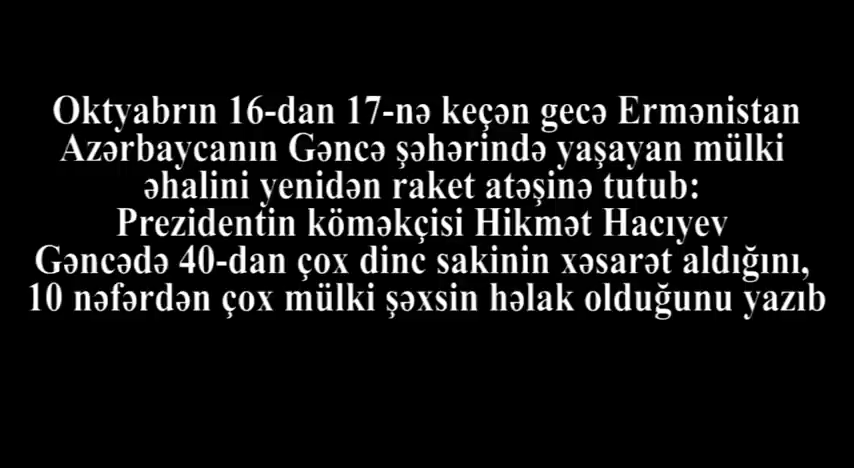 Oktyabrın 16-dan 17-nə keçən gecə Ermənistan
Azərbaycanın Gəncə şəhərində yaşayan mülki
əhalini yenidən raket atəşinə tutub:
Prezidentin köməkçisi Hikmət Hacıyev
Gəncədə 40-dan çox dinc sakinin xəsarət aldığını,
10 nəfərdən çox mülki şəxsin həlak olduğunu yazıb